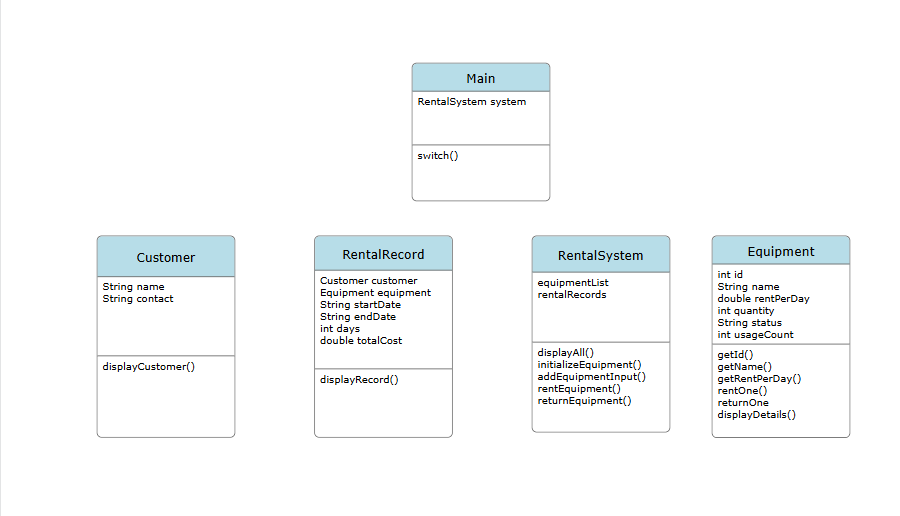 Main
RentalSystem system
switch()
Customer
String name
String contact
displayCustomer()
RentalRecord
Customer customer
Equipment equipment
String startDate
String endDate
int days
double totalCost
displayRecord()
RentalSystem
equipmentList
rentalRecords
displayAll()
initializeEquipment()
addEquipmentInput()
rentEquipment()
returnEquipment()
Equipment
int id
String name
double rentPerDay
int quantity
String status
int usageCount
getId()
getName()
getRentPerDay()
rentOne()
returnOne
displayDetails()